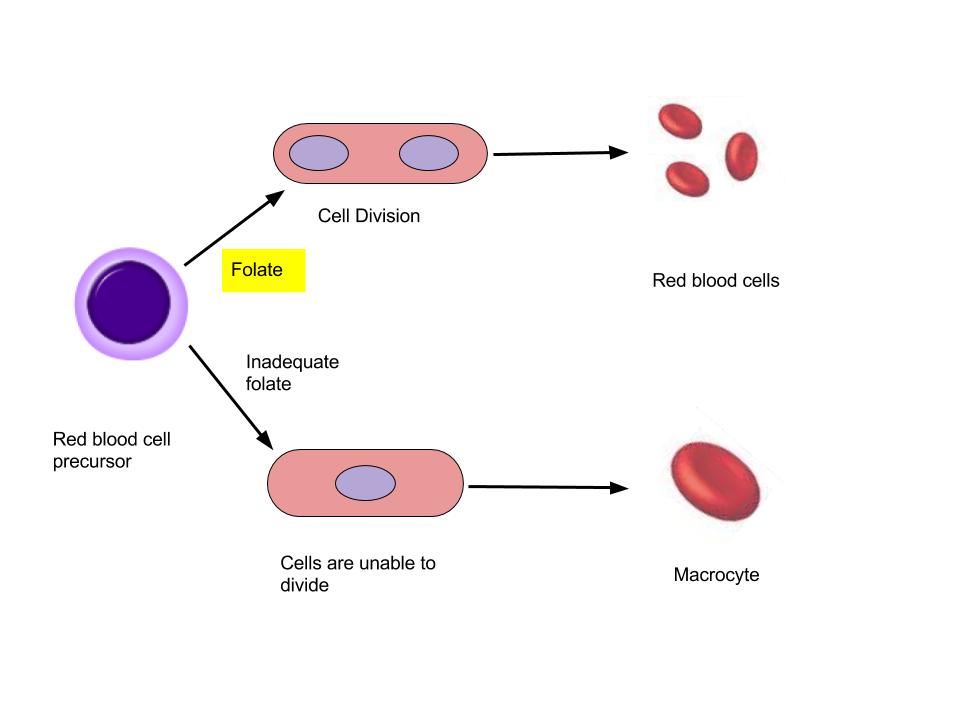 Cell Division
Folate
Red blood cells
Inadequate
folate
Red blood cell
precursor
Cells are unable to
divide
Macrocyte